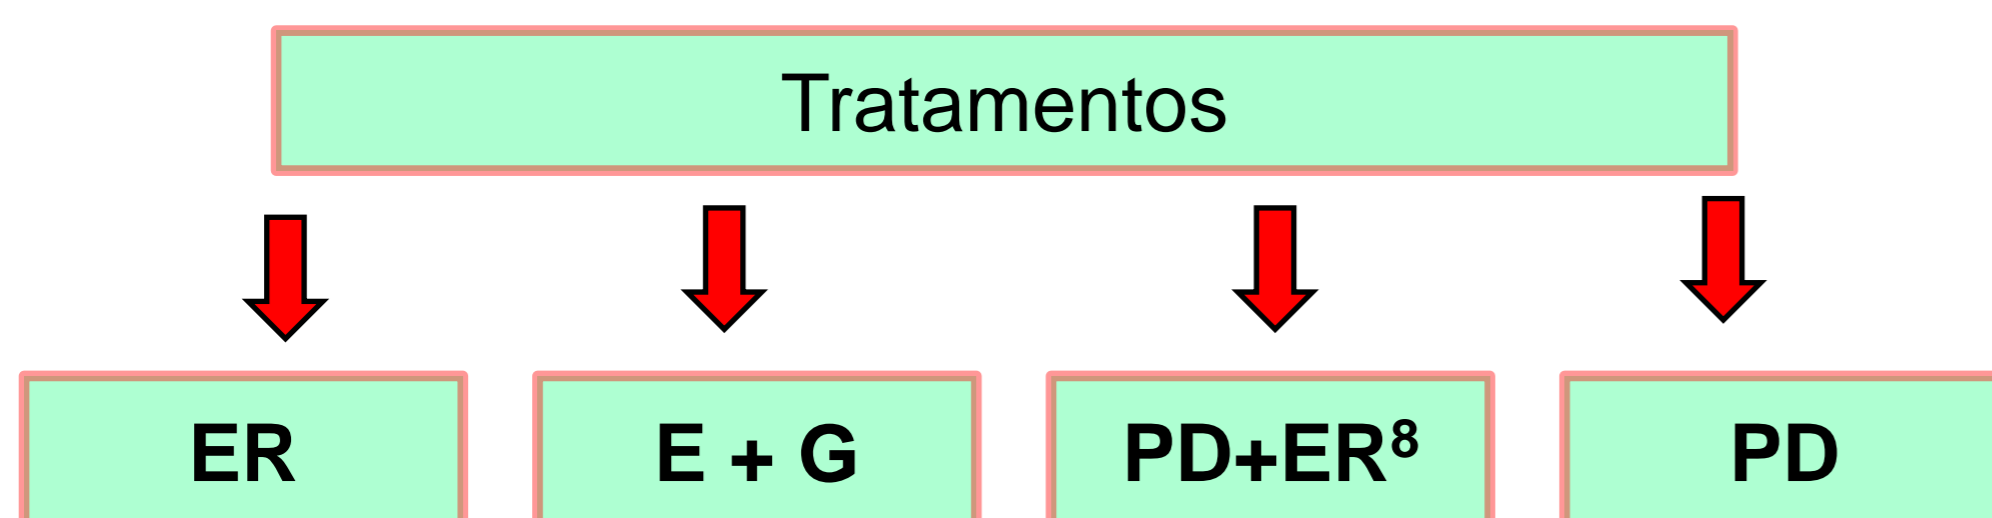 Tratamentos
ER
E + G
PD+ER⁸
PD